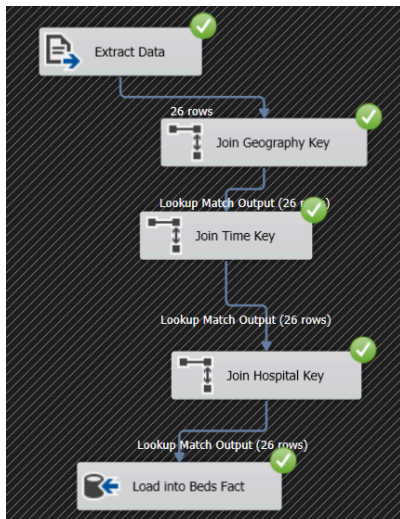 Extract Data
26 rows
Join Geography Key
Lookup Match Output (26 rows)
Join Time Key
Lookup Match Output (26 rows)
Join Hospital Key
Lookup Match Output (26 rows)
Load into Beds Fact